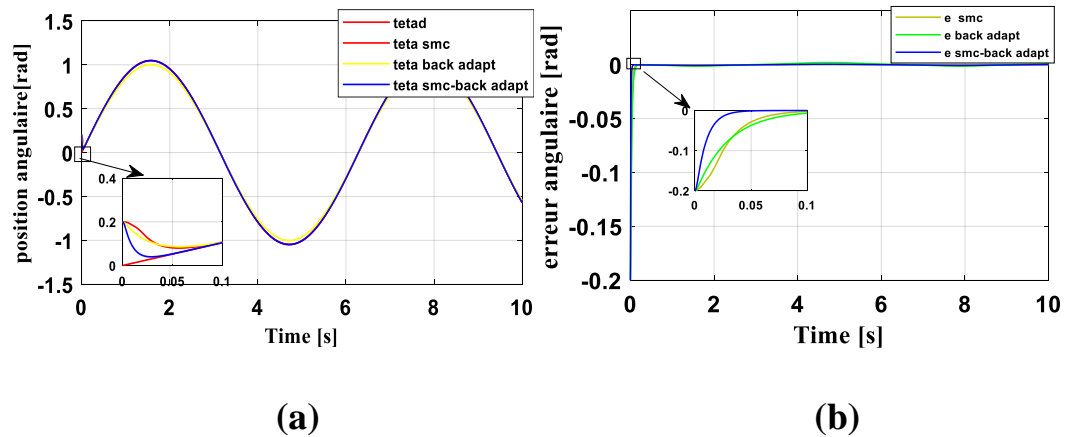 position angulaire[rad]
1.5
1
0.5
0
-0.5
-1
-1.5
0
2
4
6
8
10
Time [s]
tetad
teta smc
teta back adapt
teta smc-back adapt
0.4
0.2
0
0
0.05
0.1
(a)
erreur angulaire [rad]
0
-0.05
-0.1
-0.15
-0.2
0
2
4
6
8
10
Time [s]
e smc
e back adapt
e smc-back adapt
0
-0.1
-0.2
0
0.05
0.1
(b)